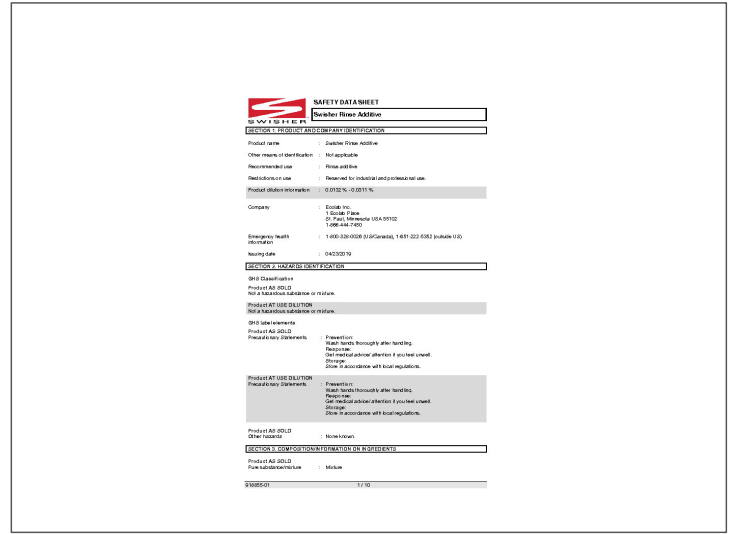 SWISHER
SAFETY DATA SHEET
Swisher Rinse Additive
SECTION 1. PRODUCT AND COMPANY IDENTIFICATION
Product name : Swisher Rinse Additive
Other means of identification : Not applicable
Recommended use : Rinse additive
Restrictions on use : Reserved for industrial and professional use.
Product dilution information : 0.0132 % - 0.0311 %
Company : Ecolab Inc.
1 Ecolab Place
St. Paul, Minnesota USA 55102
1-866-444-7450
Emergency health information : 1-800-328-0026 (US/Canada), 1-651-222-5352 (outside US)
Issuing date : 04/23/2019
SECTION 2. HAZARDS IDENTIFICATION
GHS Classification
Product AS SOLD
Not a hazardous substance or mixture.
Product AT USE DILUTION
Not a hazardous substance or mixture.
GHS label elements
Product AS SOLD
Precautionary Statements : Prevention:
Wash hands thoroughly after handling.
Response:
Get medical advice/ attention if you feel unwell.
Storage:
Store in accordance with local regulations.
Product AT USE DILUTION
Precautionary Statements : Prevention:
Wash hands thoroughly after handling.
Response:
Get medical advice/ attention if you feel unwell.
Storage:
Store in accordance with local regulations.
Product AS SOLD
Other hazards : None known.
SECTION 3. COMPOSITION/INFORMATION ON INGREDIENTS
Product AS SOLD
Pure substance/mixture : Mixture
918855-01 1 / 10